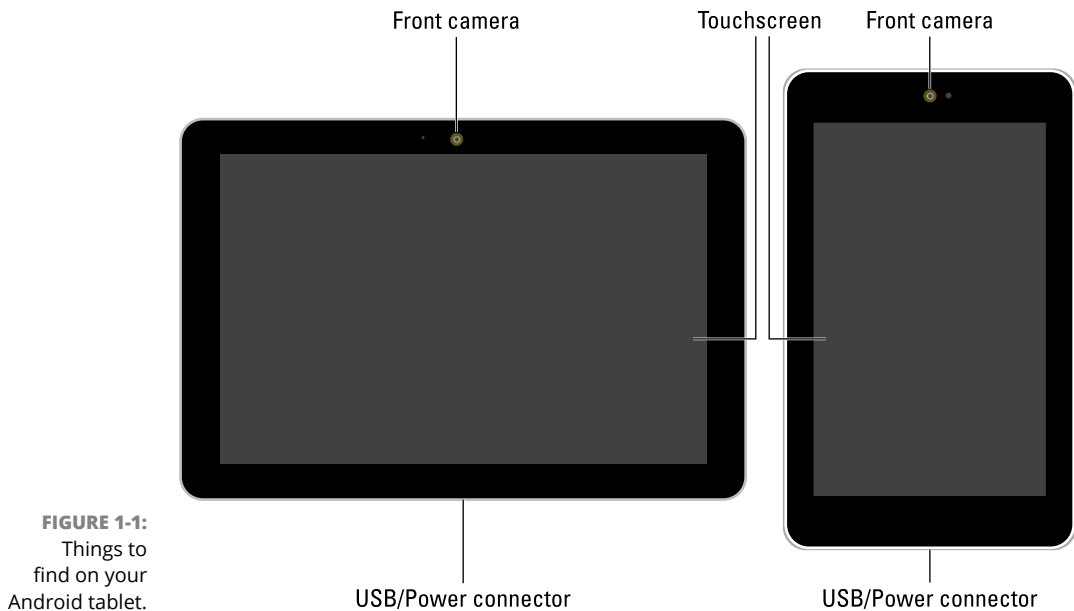 Front camera
Touchscreen
Front camera
FIGURE 1-1:
Things to
find on your
Android tablet.
USB/Power connector
USB/Power connector